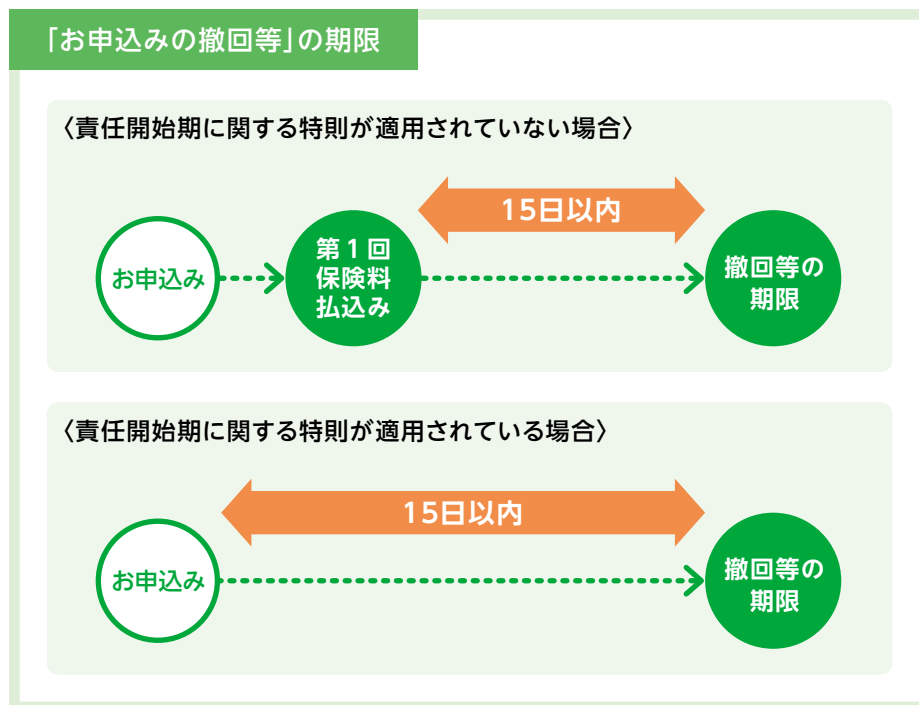 「お申込みの撤回等」の期限
〈責任開始期に関する特則が適用されていない場合〉
15日以内
お申込み
第1回
保険料
払込み
撤回等の
期限
〈責任開始期に関する特則が適用されている場合〉
15日以内
お申込み
撤回等の
期限